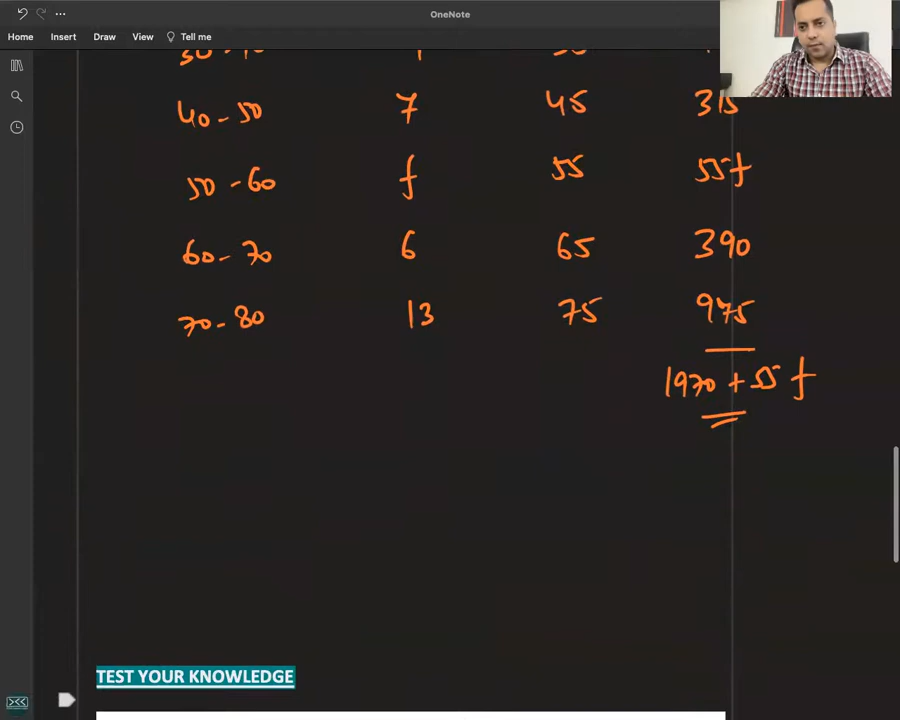 OneNote
Home Insert Draw View Tell me
40-50 7 45 315
50-60 f 55 55f
60-70 6 65 390
70-80 13 75 975
1970 + 55 f
TEST YOUR KNOWLEDGE